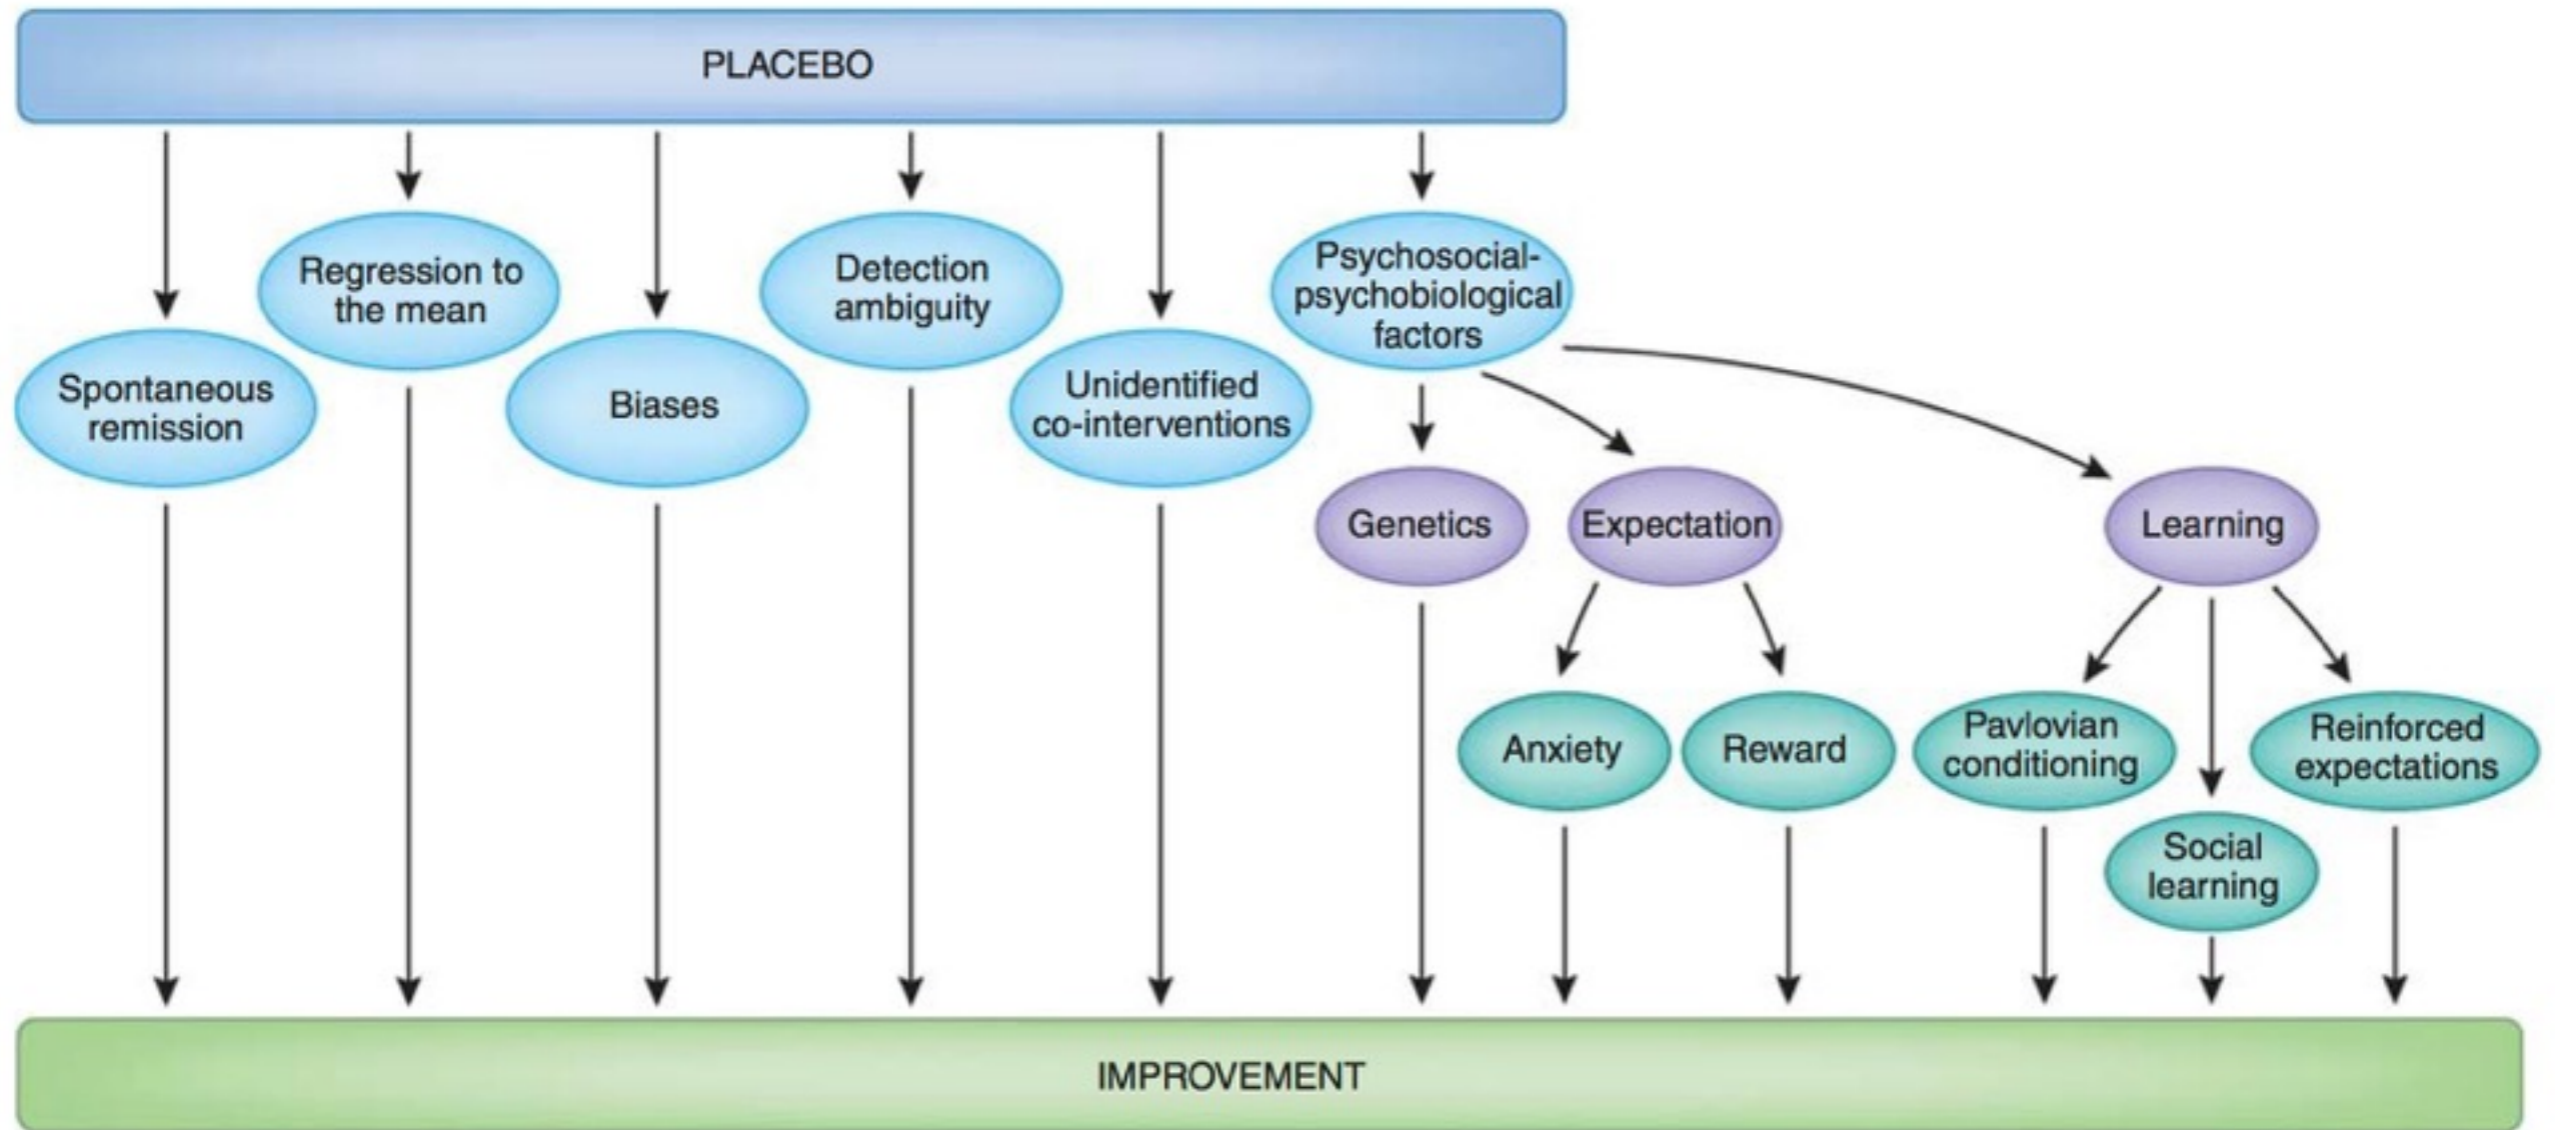 PLACEBO
Regression to
the mean
Detection
ambiguity
Psychosocial-
psychobiological
factors
Spontaneous
remission
Biases
Unidentified
co-interventions
Genetics
Expectation
Learning
Anxiety
Reward
Pavlovian
conditioning
Reinforced
expectations
Social
learning
IMPROVEMENT